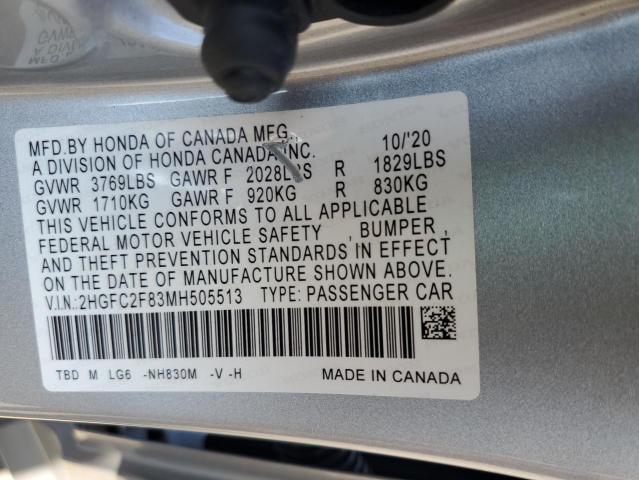 MFD.BY HONDA OF CANADA MFG. 10/'20
A DIVISION OF HONDA CANADA INC.
GVWR 3769LBS GAWR F 2028LBS R 1829LBS
GVWR 1710KG GAWR F 920KG R 830KG
THIS VEHICLE CONFORMS TO ALL APPLICABLE
FEDERAL MOTOR VEHICLE SAFETY , BUMPER ,
AND THEFT PREVENTION STANDARDS IN EFFECT
ON THE DATE OF MANUFACTURE SHOWN ABOVE.
V.I.N.:2HGFC2F83MH505513 TYPE: PASSENGER CAR
TBD M LG6 -NH830M -V -H MADE IN CANADA